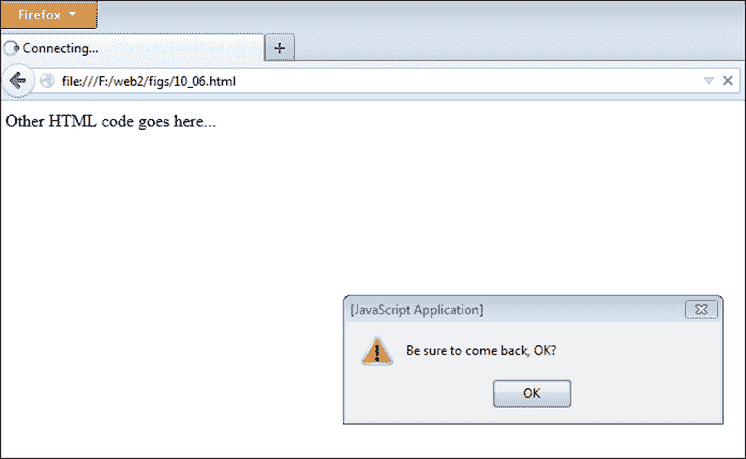 Firefox
Connecting...
file:///F:/web2/figs/10_06.html
Other HTML code goes here...
[JavaScript Application]
Be sure to come back, OK?
OK